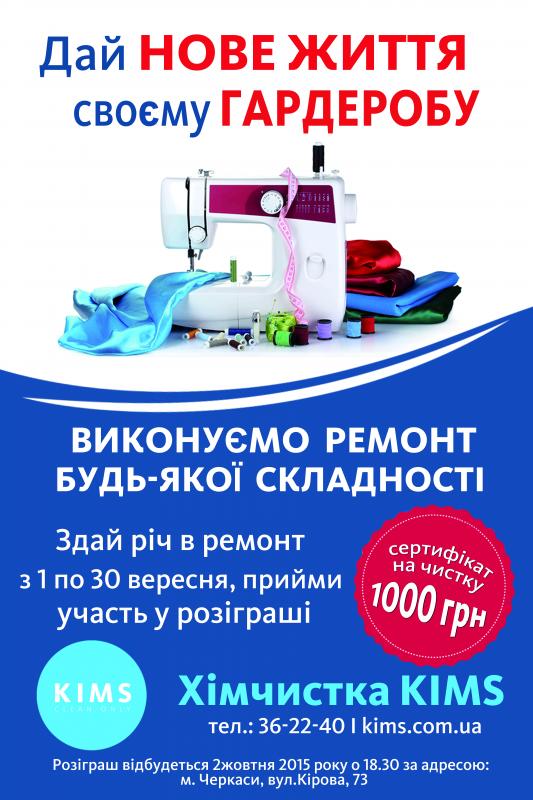 Дай НОВЕ ЖИТТЯ
своєму ГАРДЕРОБУ
ВИКОНУЄМО РЕМОНТ
БУДЬ-ЯКОЇ СКЛАДНОСТІ
Здай річ в ремонт
з 1 по 30 вересня, прийми
участь у розіграші
сертифікат
на чистку
1000 грн
KIMS
CLEAN ONLY
Хімчистка KIMS
тел.: 36-22-40 I kims.com.ua
Розіграш відбудеться 2жовтня 2015 року о 18.30 за адресою:
м. Черкаси, вул.Кірова, 73